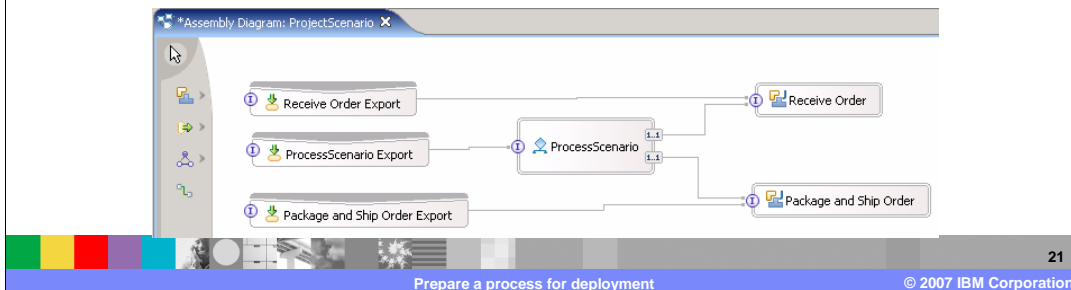 *Assembly Diagram: ProjectScenario
Receive Order Export
Receive Order
1..1
ProcessScenario
ProcessScenario Export
1..1
Package and Ship Order
Package and Ship Order Export
21
Prepare a process for deployment
© 2007 IBM Corporation